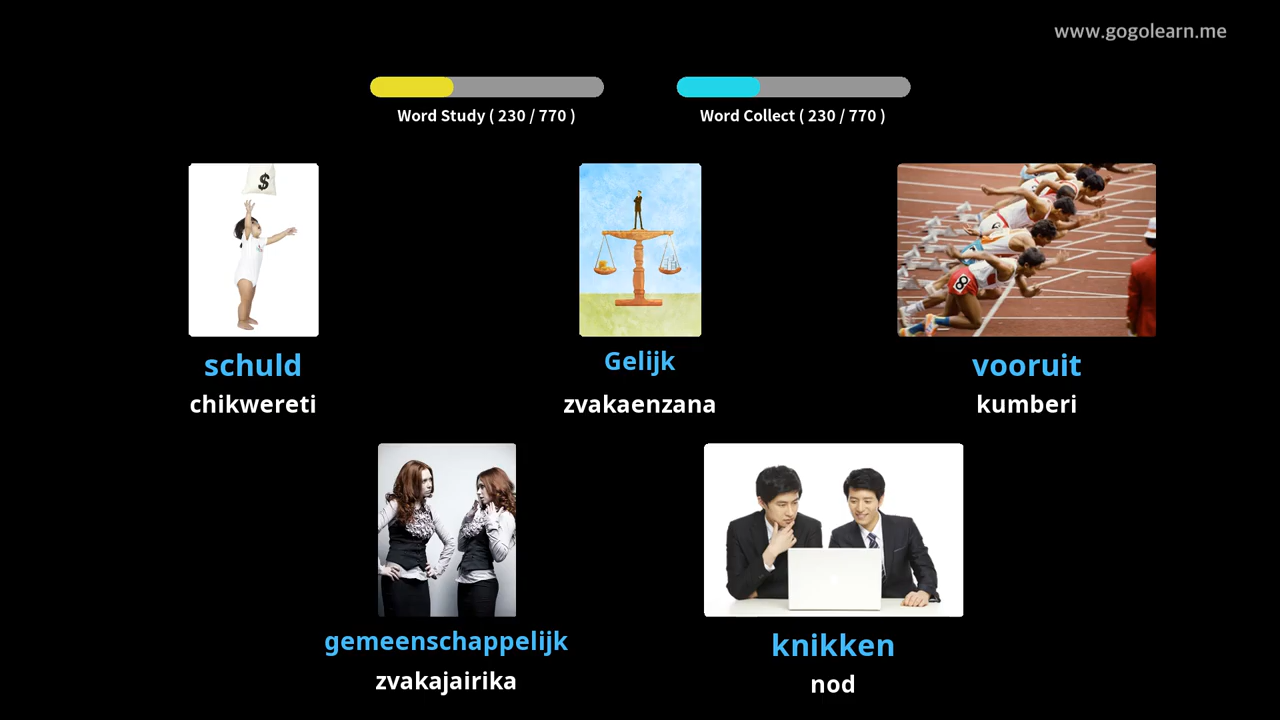 www.gogolearn.me
Word Study ( 230 / 770 )
Word Collect ( 230 / 770 )
$
8
schuld
chikwereti
Gelijk
zvakaenzana
vooruit
kumberi
gemeenschappelijk
zvakajairika
knikken
nod